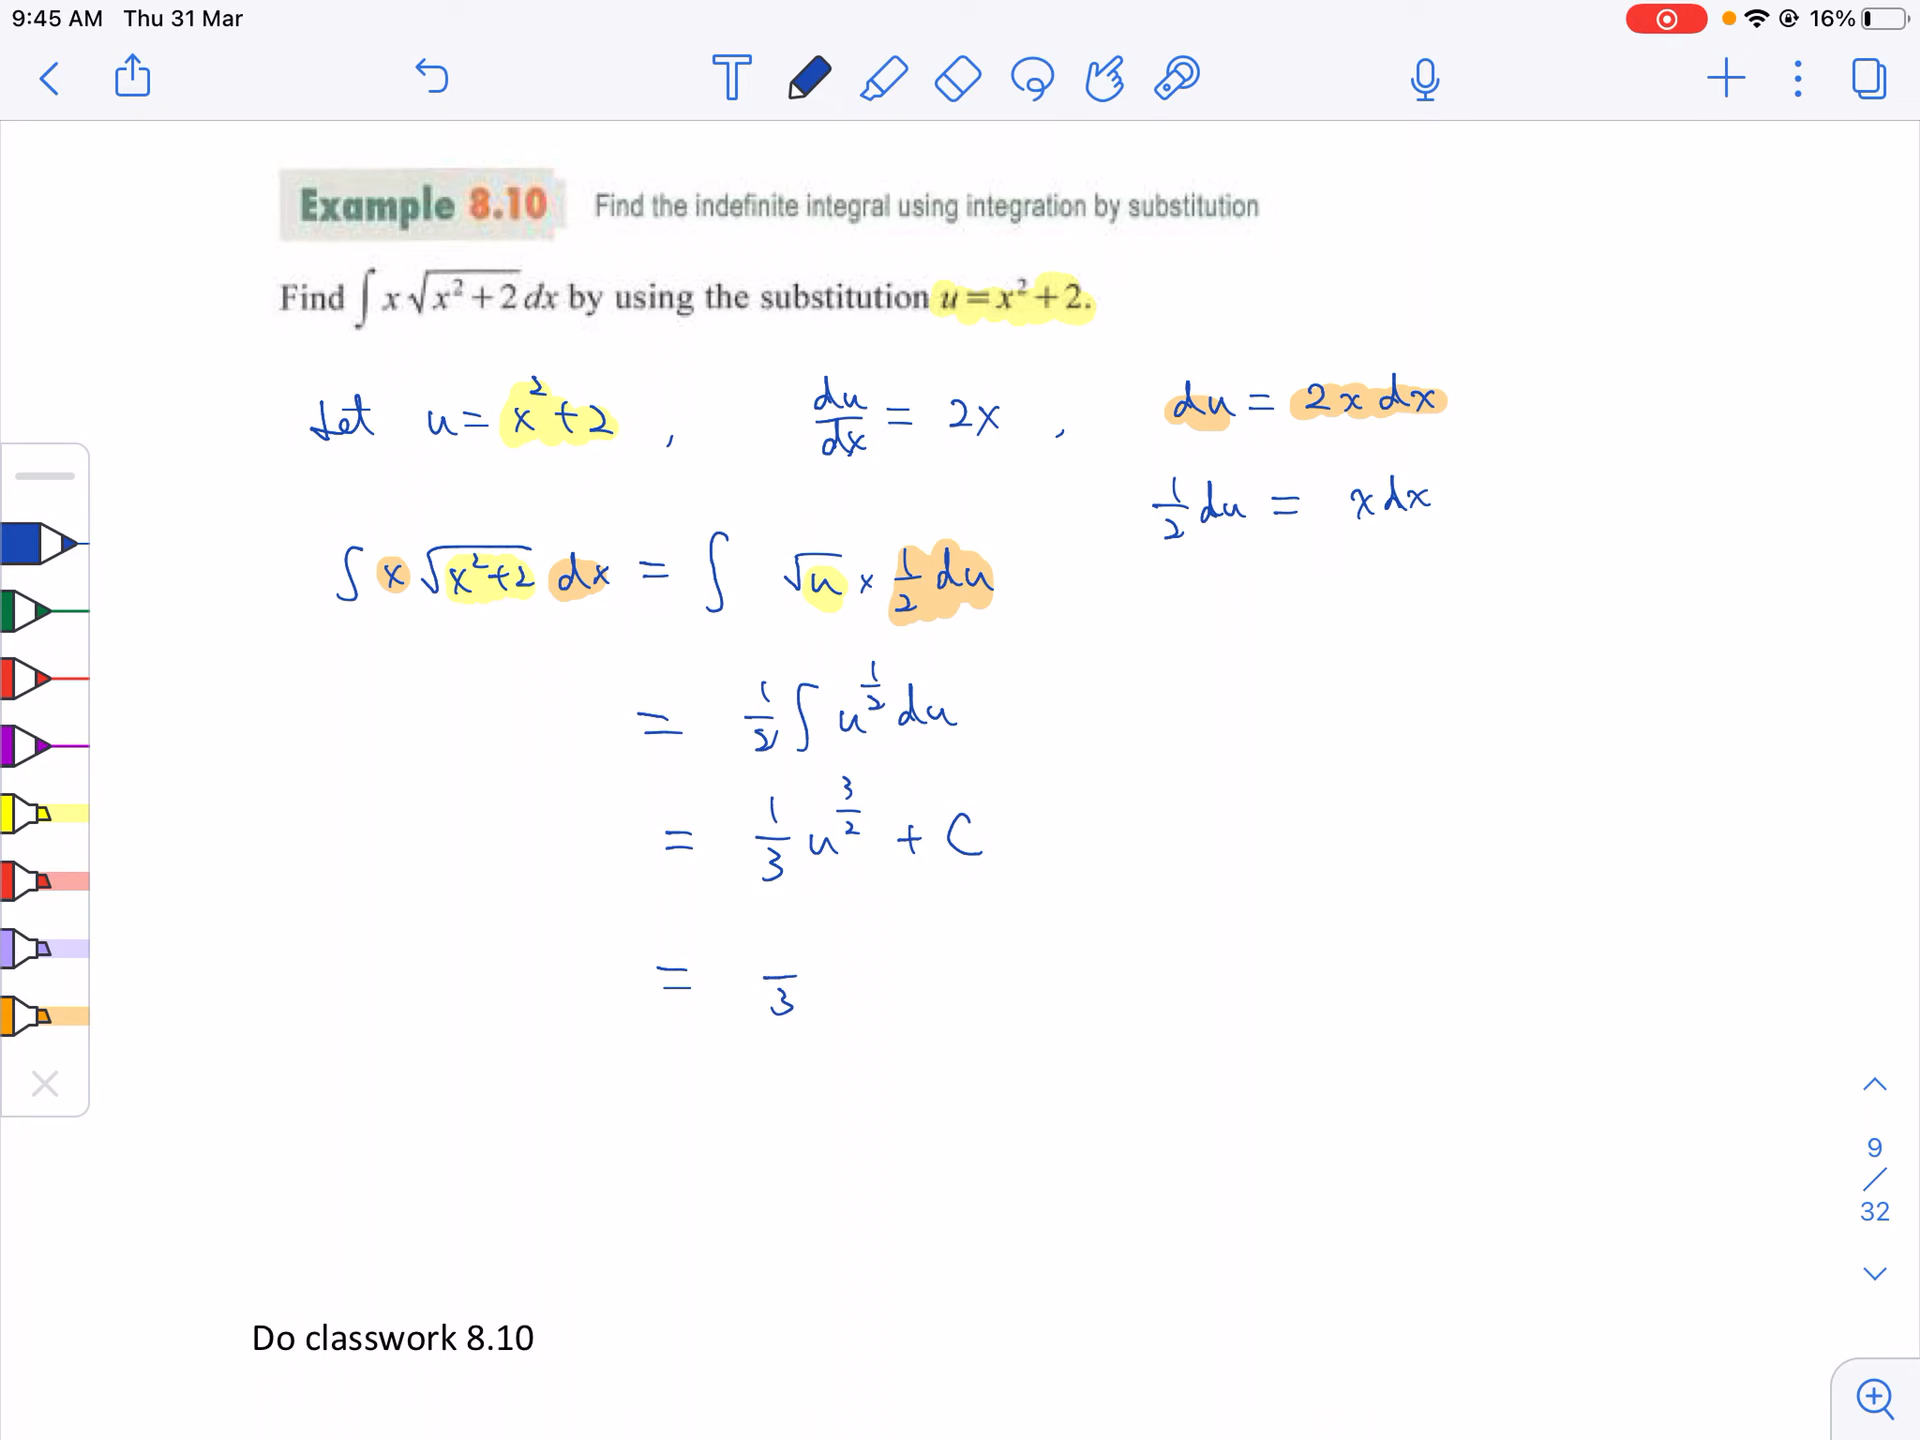 9:45 AM Thu 31 Mar
16%
T
Example 8.10 Find the indefinite integral using integration by substitution
Find ∫ x √(x² + 2) dx by using the substitution u = x² + 2.
Let u = x² + 2 , du/dx = 2x , du = 2x dx
1/2 du = x dx
∫ x √(x² + 2) dx = ∫ √u × 1/2 du
= 1/2 ∫ u^(1/2) du
= 1/3 u^(3/2) + C
= /3
9
/
32
Do classwork 8.10